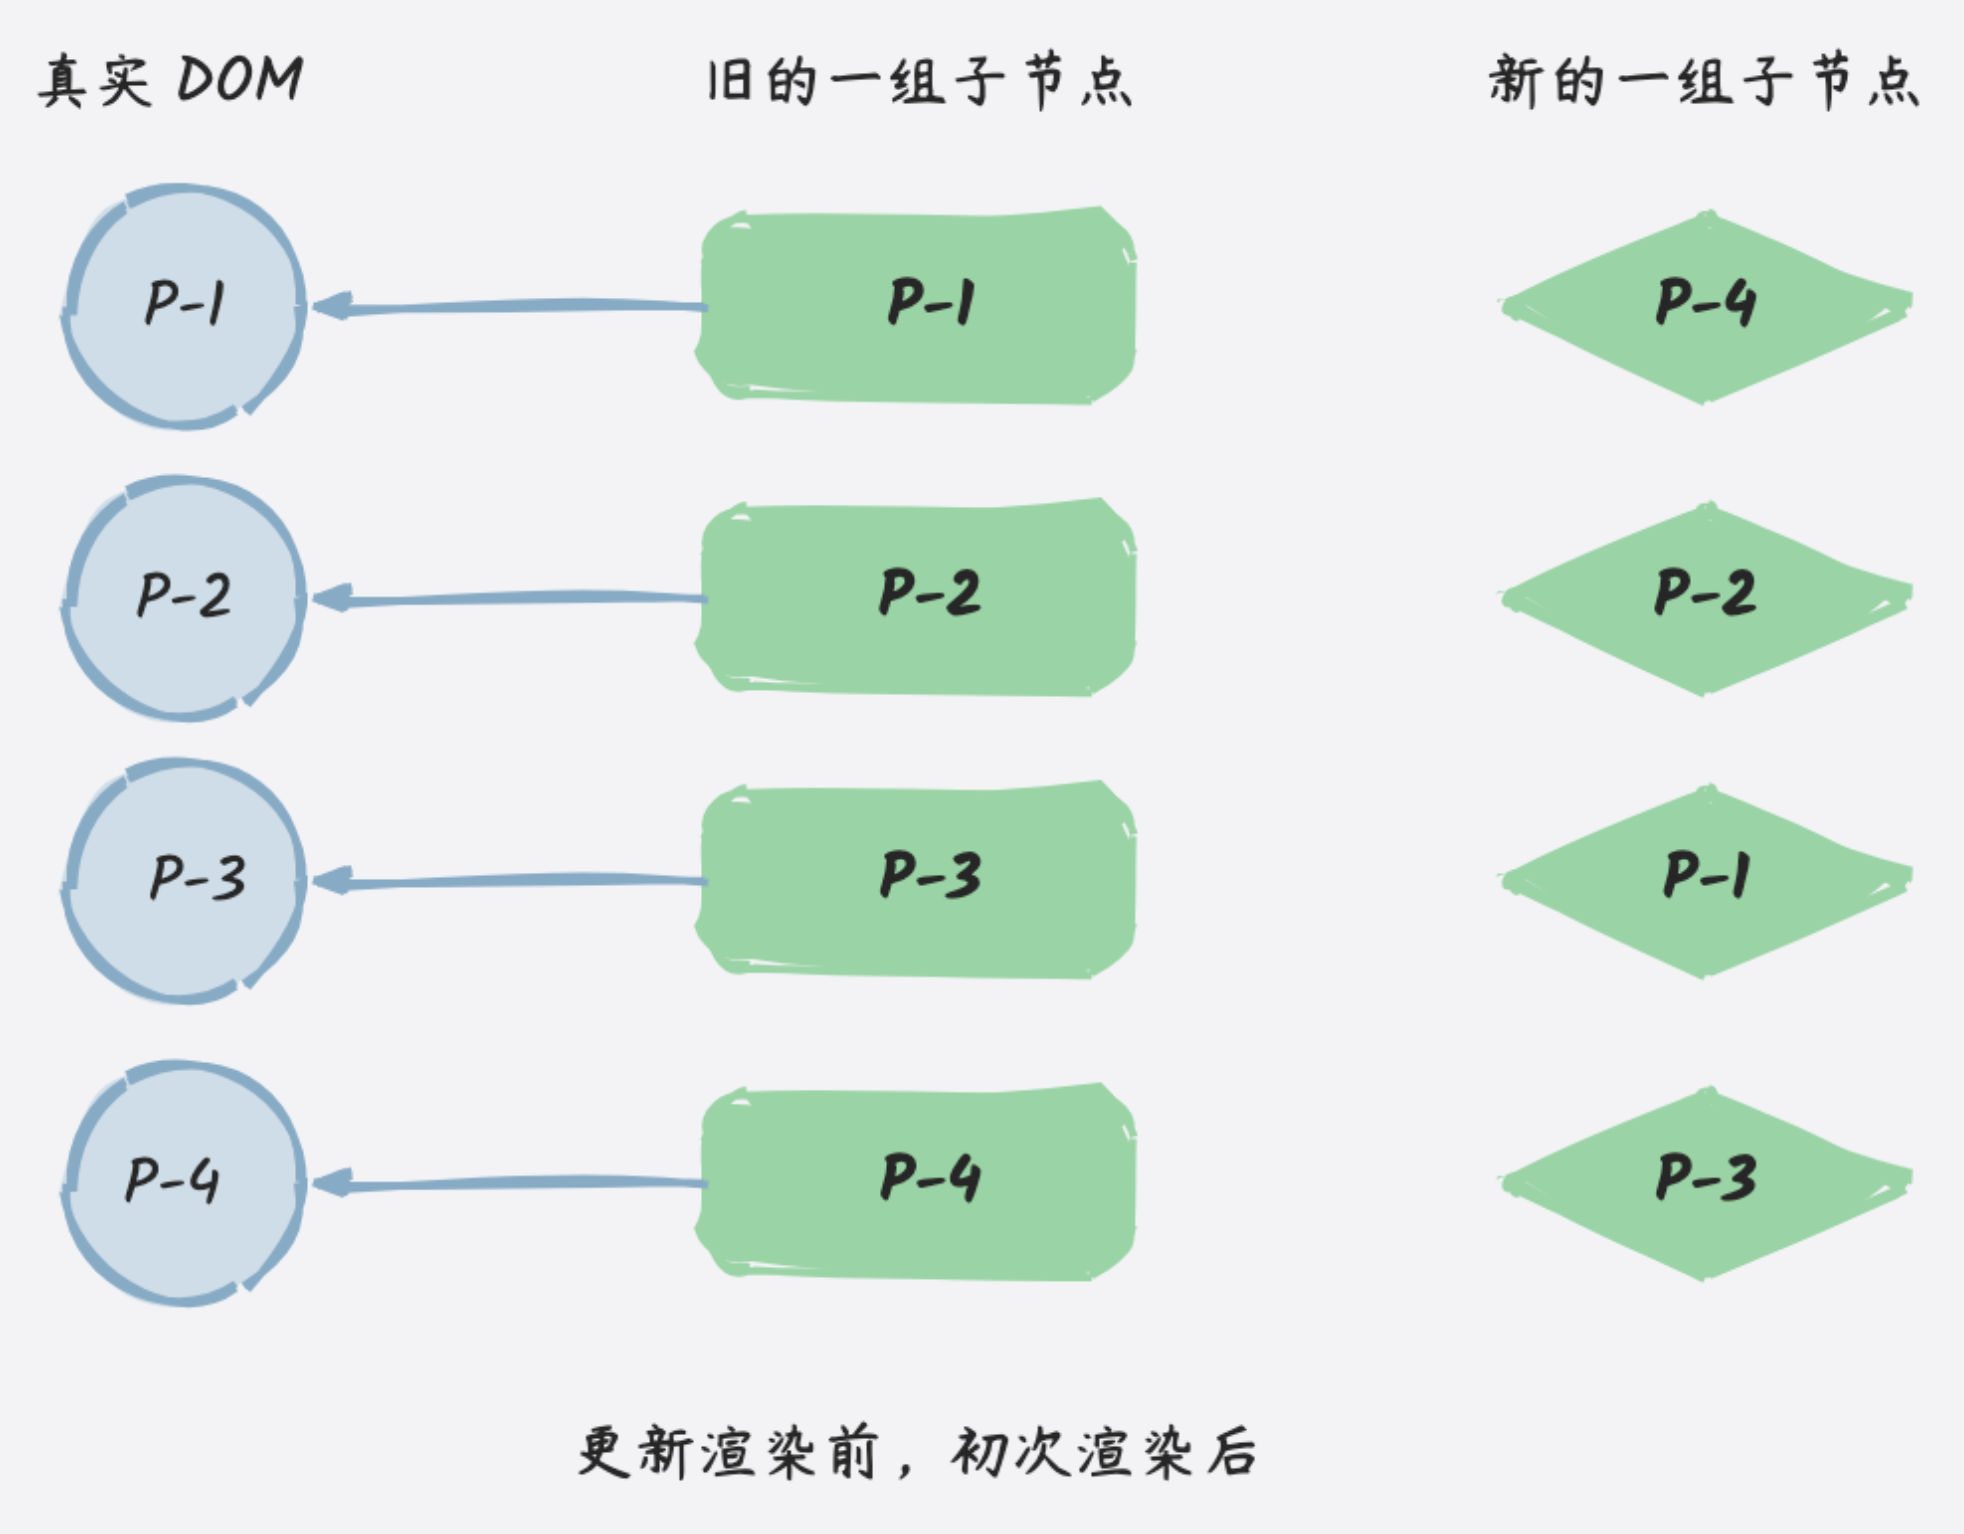 真实 DOM 旧的一组子节点 新的一组子节点
P-1 P-1 P-4
P-2 P-2 P-2
P-3 P-3 P-1
P-4 P-4 P-3
更新渲染前，初次渲染后